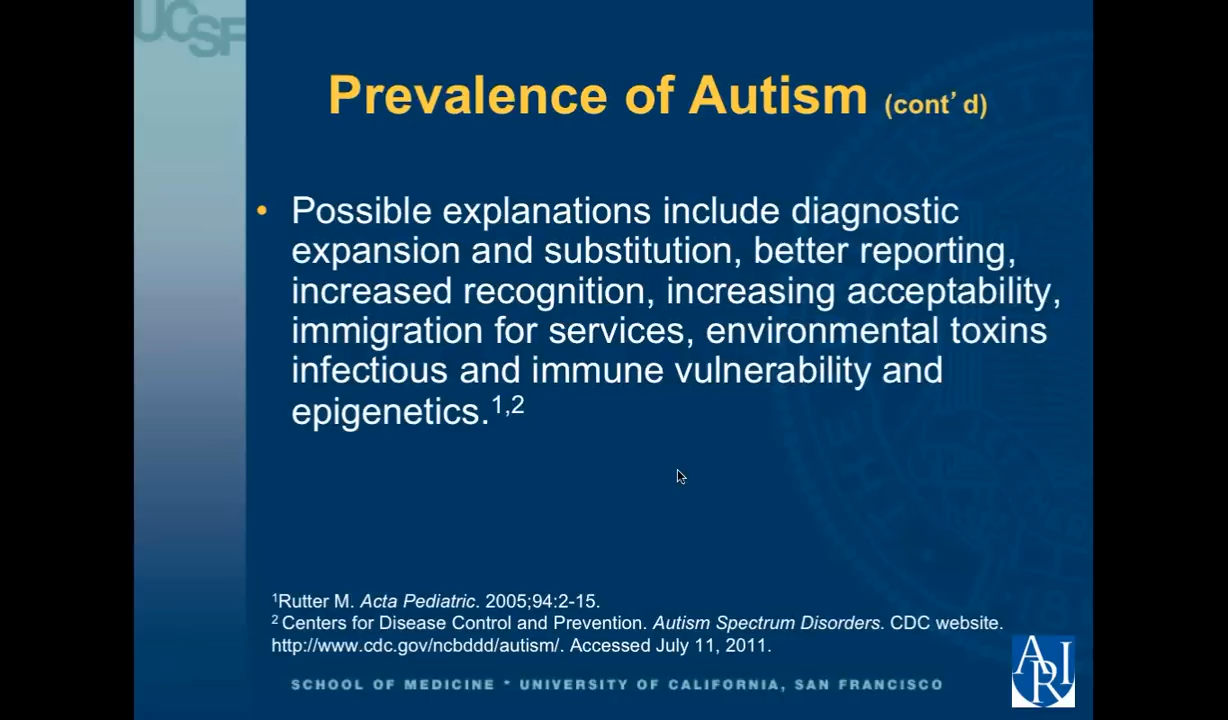 UCSF
Prevalence of Autism (cont’d)
• Possible explanations include diagnostic
expansion and substitution, better reporting,
increased recognition, increasing acceptability,
immigration for services, environmental toxins
infectious and immune vulnerability and
epigenetics.1,2
1Rutter M. Acta Pediatric. 2005;94:2-15.
2 Centers for Disease Control and Prevention. Autism Spectrum Disorders. CDC website.
http://www.cdc.gov/ncbddd/autism/. Accessed July 11, 2011.
SCHOOL OF MEDICINE * UNIVERSITY OF CALIFORNIA, SAN FRANCISCO
ARI